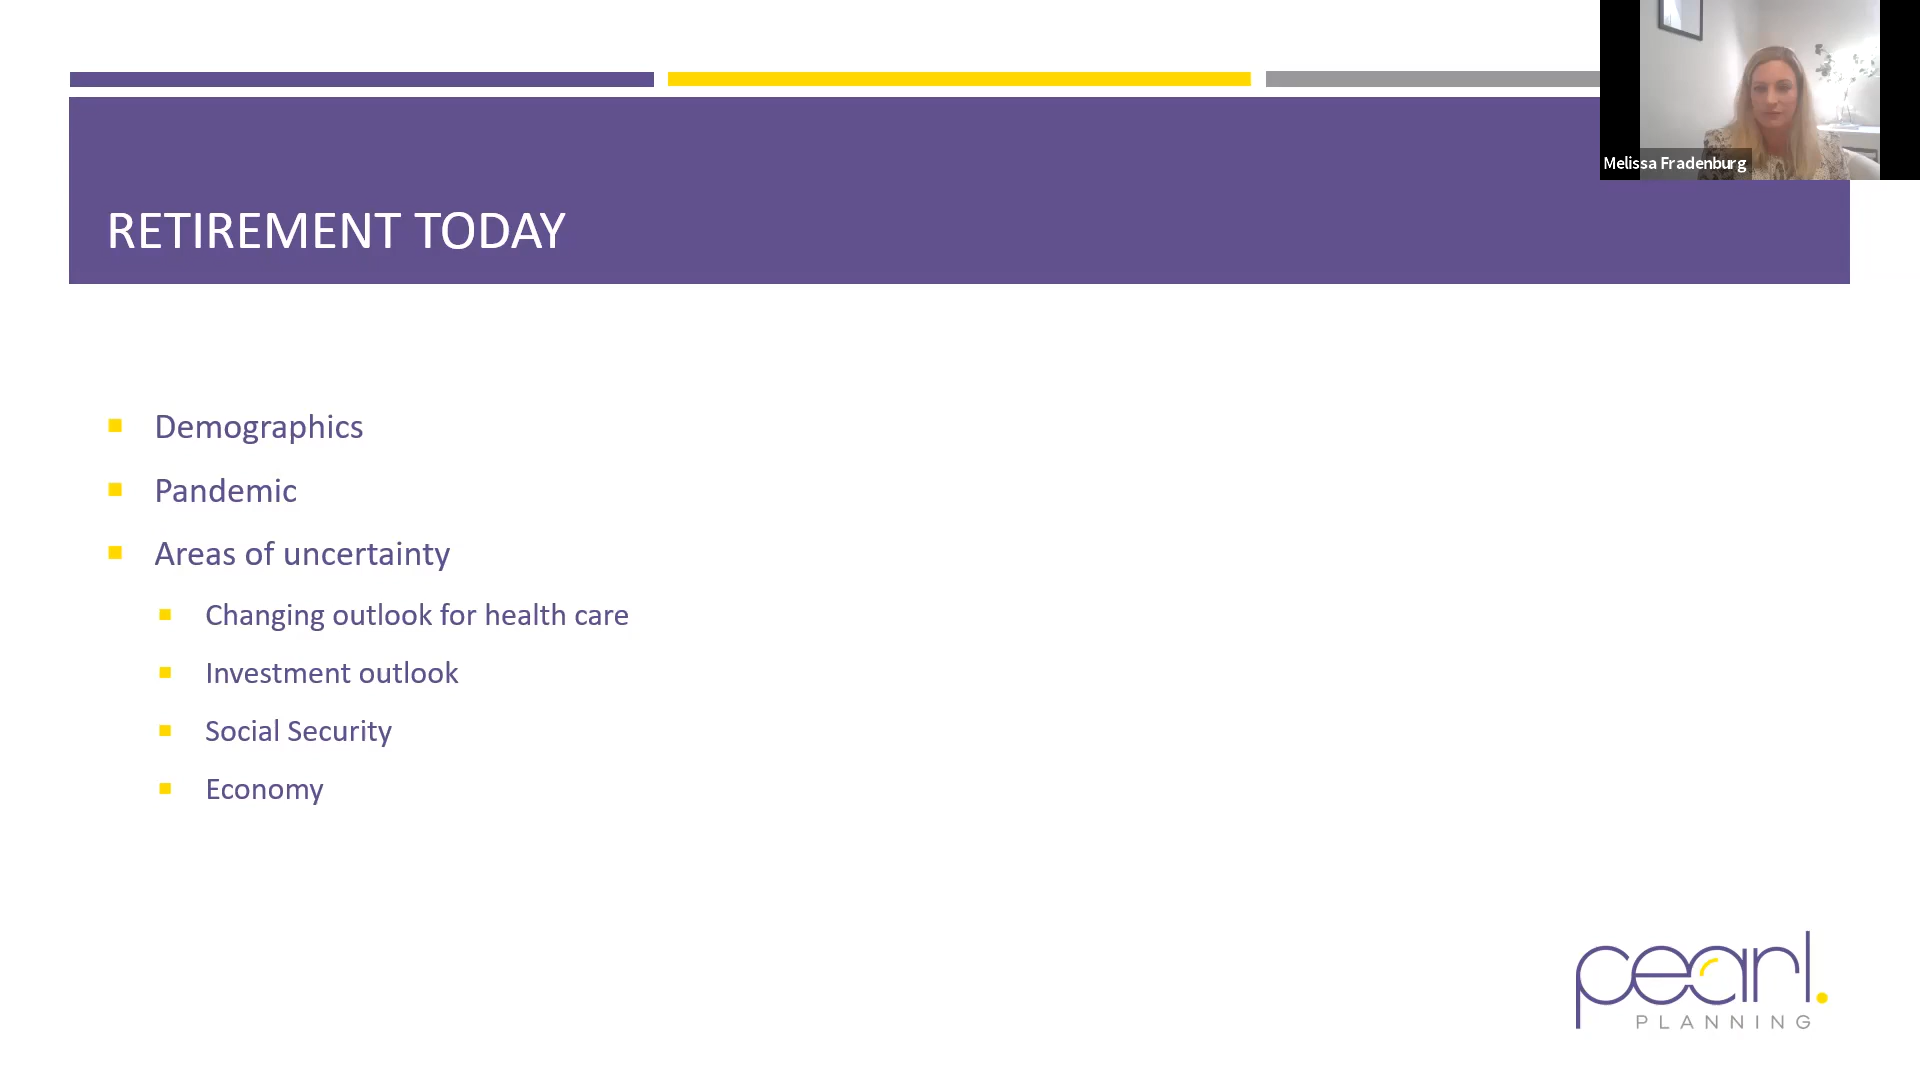 Melissa Fradenburg
RETIREMENT TODAY
Demographics
Pandemic
Areas of uncertainty
Changing outlook for health care
Investment outlook
Social Security
Economy
pearl.
PLANNING